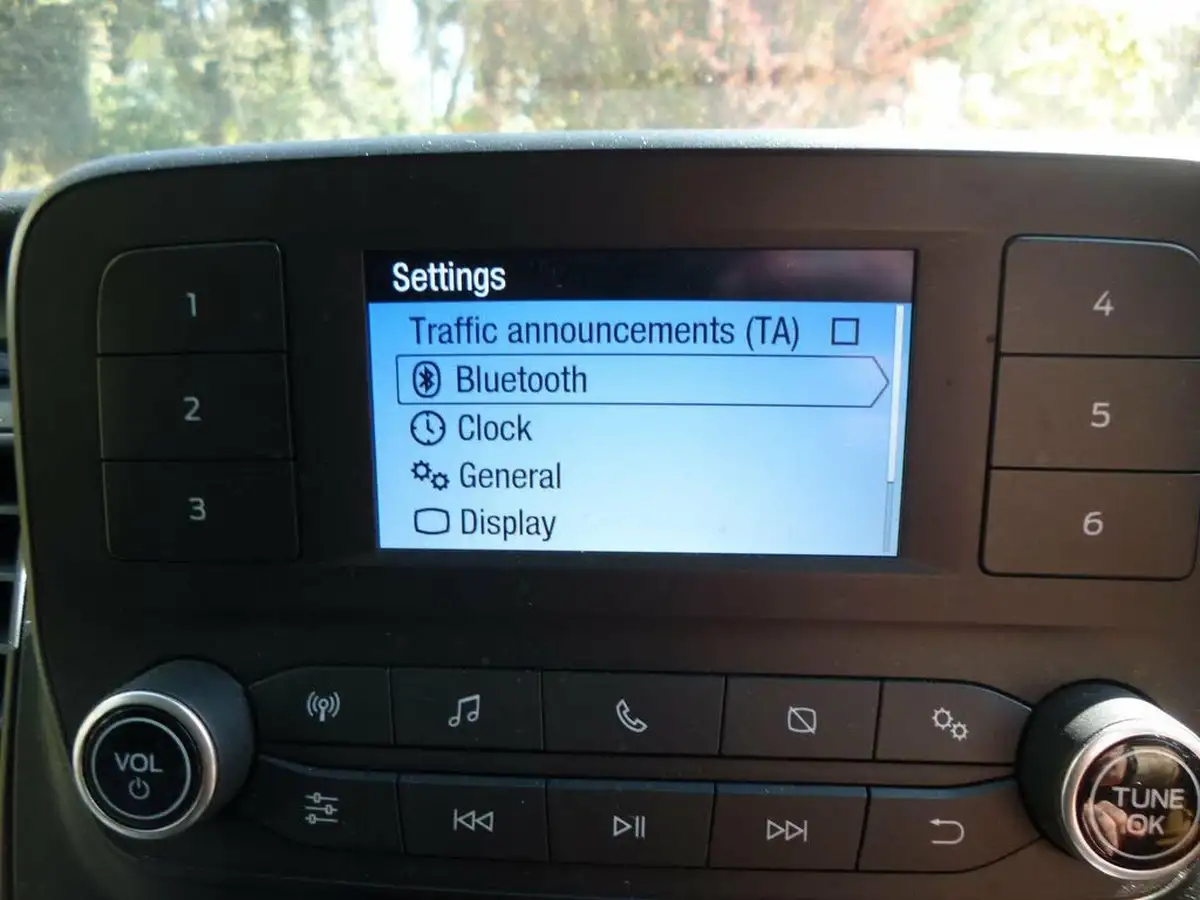 Settings
Traffic announcements (TA)
Bluetooth
Clock
General
Display
1
2
3
4
5
6
VOL
TUNE
OK